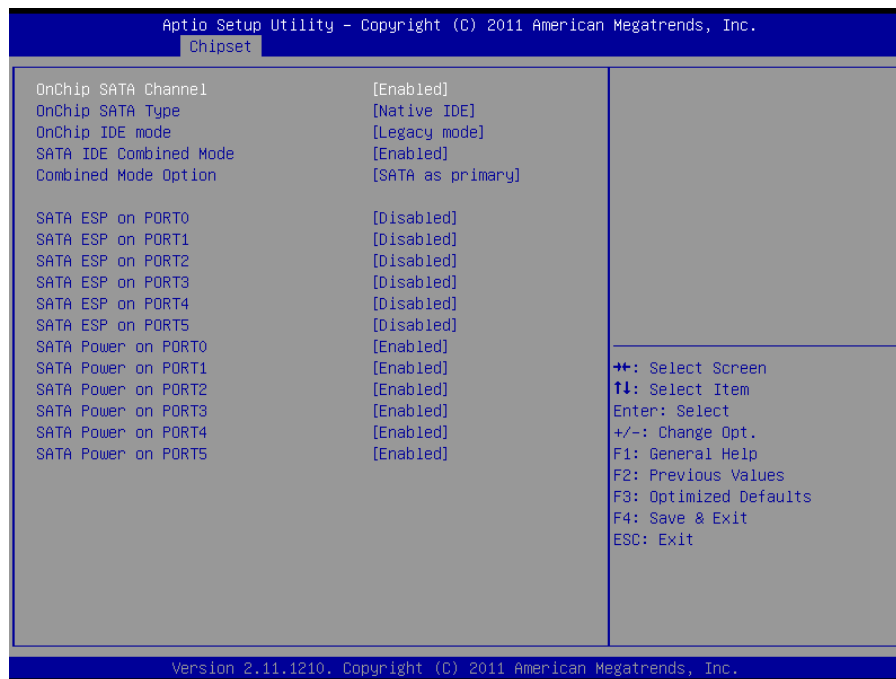 Aptio Setup Utility – Copyright (C) 2011 American Megatrends, Inc.
Chipset
OnChip SATA Channel [Enabled]
OnChip SATA Type [Native IDE]
OnChip IDE mode [Legacy mode]
SATA IDE Combined Mode [Enabled]
Combined Mode Option [SATA as primary]
SATA ESP on PORT0 [Disabled]
SATA ESP on PORT1 [Disabled]
SATA ESP on PORT2 [Disabled]
SATA ESP on PORT3 [Disabled]
SATA ESP on PORT4 [Disabled]
SATA ESP on PORT5 [Disabled]
SATA Power on PORT0 [Enabled]
SATA Power on PORT1 [Enabled]
SATA Power on PORT2 [Enabled]
SATA Power on PORT3 [Enabled]
SATA Power on PORT4 [Enabled]
SATA Power on PORT5 [Enabled]
→←: Select Screen
↑↓: Select Item
Enter: Select
+/-: Change Opt.
F1: General Help
F2: Previous Values
F3: Optimized Defaults
F4: Save & Exit
ESC: Exit
Version 2.11.1210. Copyright (C) 2011 American Megatrends, Inc.